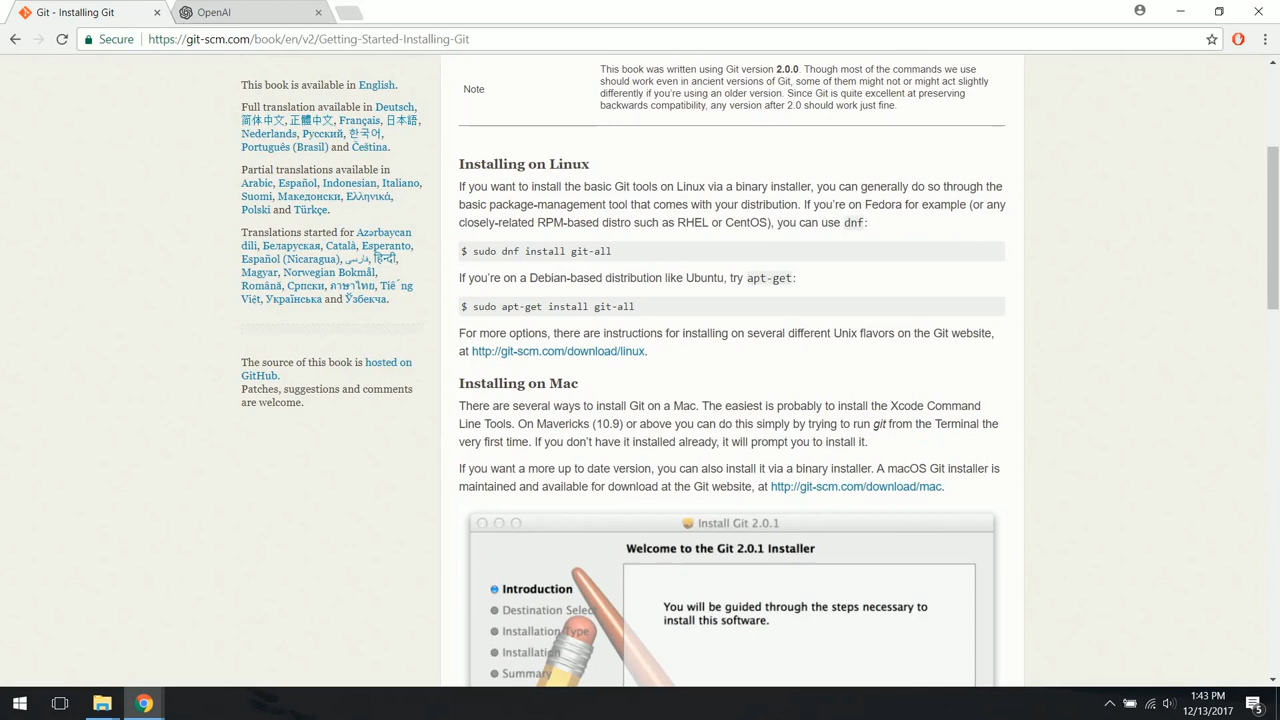 Git - Installing Git
OpenAI
Secure
https://git-scm.com/book/en/v2/Getting-Started-Installing-Git
This book is available in English.
Full translation available in Deutsch,
简体中文, 正體中文, Français, 日本語,
Nederlands, Русский, 한국어,
Português (Brasil) and Čeština.
Partial translations available in
Arabic, Español, Indonesian, Italiano,
Suomi, Македонски, Ελληνικά,
Polski and Türkçe.
Translations started for Azərbaycan
dili, Беларуская, Català, Esperanto,
Español (Nicaragua), فارسی, हिन्दी,
Magyar, Norwegian Bokmål,
Română, Српски, ภาษาไทย, Tiếng
Việt, Українська and Ўзбекча.
The source of this book is hosted on
GitHub.
Patches, suggestions and comments
are welcome.
Note
This book was written using Git version 2.0.0. Though most of the commands we use
should work even in ancient versions of Git, some of them might not or might act slightly
differently if you're using an older version. Since Git is quite excellent at preserving
backwards compatibility, any version after 2.0 should work just fine.
Installing on Linux
If you want to install the basic Git tools on Linux via a binary installer, you can generally do so through the
basic package-management tool that comes with your distribution. If you're on Fedora for example (or any
closely-related RPM-based distro such as RHEL or CentOS), you can use dnf:
$ sudo dnf install git-all
If you're on a Debian-based distribution like Ubuntu, try apt-get:
$ sudo apt-get install git-all
For more options, there are instructions for installing on several different Unix flavors on the Git website,
at http://git-scm.com/download/linux.
Installing on Mac
There are several ways to install Git on a Mac. The easiest is probably to install the Xcode Command
Line Tools. On Mavericks (10.9) or above you can do this simply by trying to run git from the Terminal the
very first time. If you don't have it installed already, it will prompt you to install it.
If you want a more up to date version, you can also install it via a binary installer. A macOS Git installer is
maintained and available for download at the Git website, at http://git-scm.com/download/mac.
Install Git 2.0.1
Welcome to the Git 2.0.1 Installer
Introduction
Destination Select
Installation Type
Installation
Summary
You will be guided through the steps necessary to
install this software.
1:43 PM
12/13/2017
5